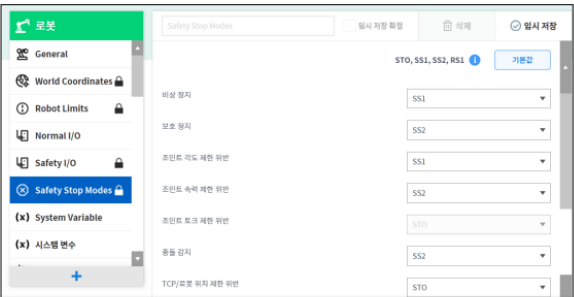 로봇
Safety Stop Modes
임시 저장 확정
삭제
임시 저장
General
World Coordinates
Robot Limits
Normal I/O
Safety I/O
Safety Stop Modes
(x) System Variable
(x) 시스템 변수
+
STO, SS1, SS2, RS1
기본값
비상 정지
SS1
보호 정지
SS2
조인트 각도 제한 위반
SS1
조인트 속력 제한 위반
SS2
조인트 토크 제한 위반
STO
충돌 감지
SS2
TCP/로봇 위치 제한 위반
STO